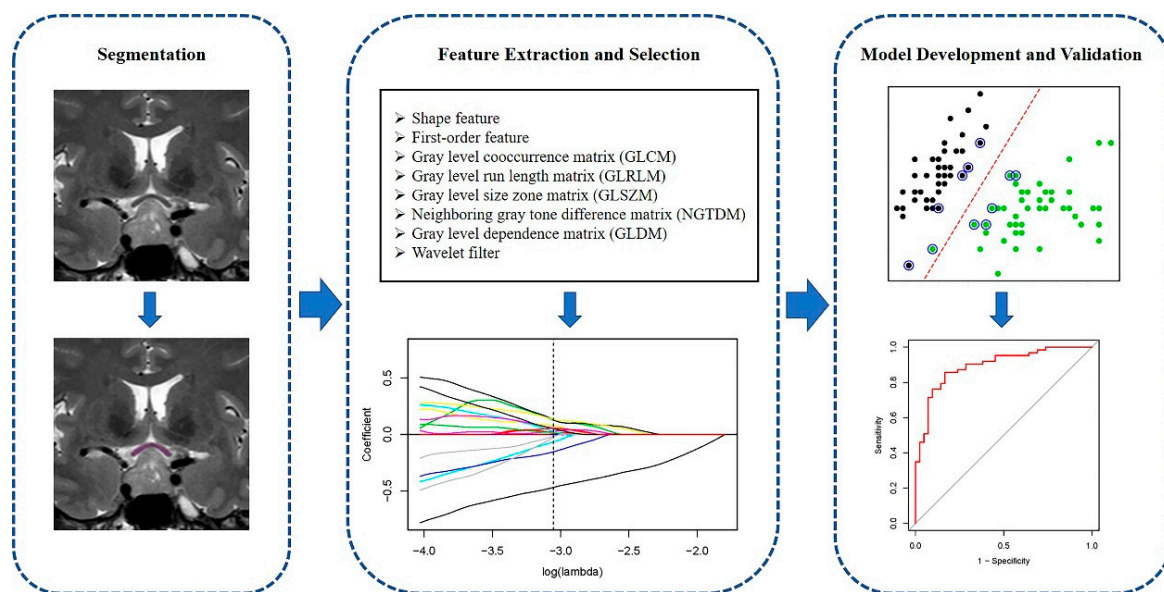 Segmentation
Feature Extraction and Selection
➢ Shape feature
➢ First-order feature
➢ Gray level cooccurrence matrix (GLCM)
➢ Gray level run length matrix (GLRLM)
➢ Gray level size zone matrix (GLSZM)
➢ Neighboring gray tone difference matrix (NGTDM)
➢ Gray level dependence matrix (GLDM)
➢ Wavelet filter
Coefficient
0.5
0.0
−0.5
−4.0 −3.5 −3.0 −2.5 −2.0
log(lambda)
Model Development and Validation
Sensitivity
1.0
0.8
0.6
0.4
0.2
0.0
0.0 0.5 1.0
1 − Specificity